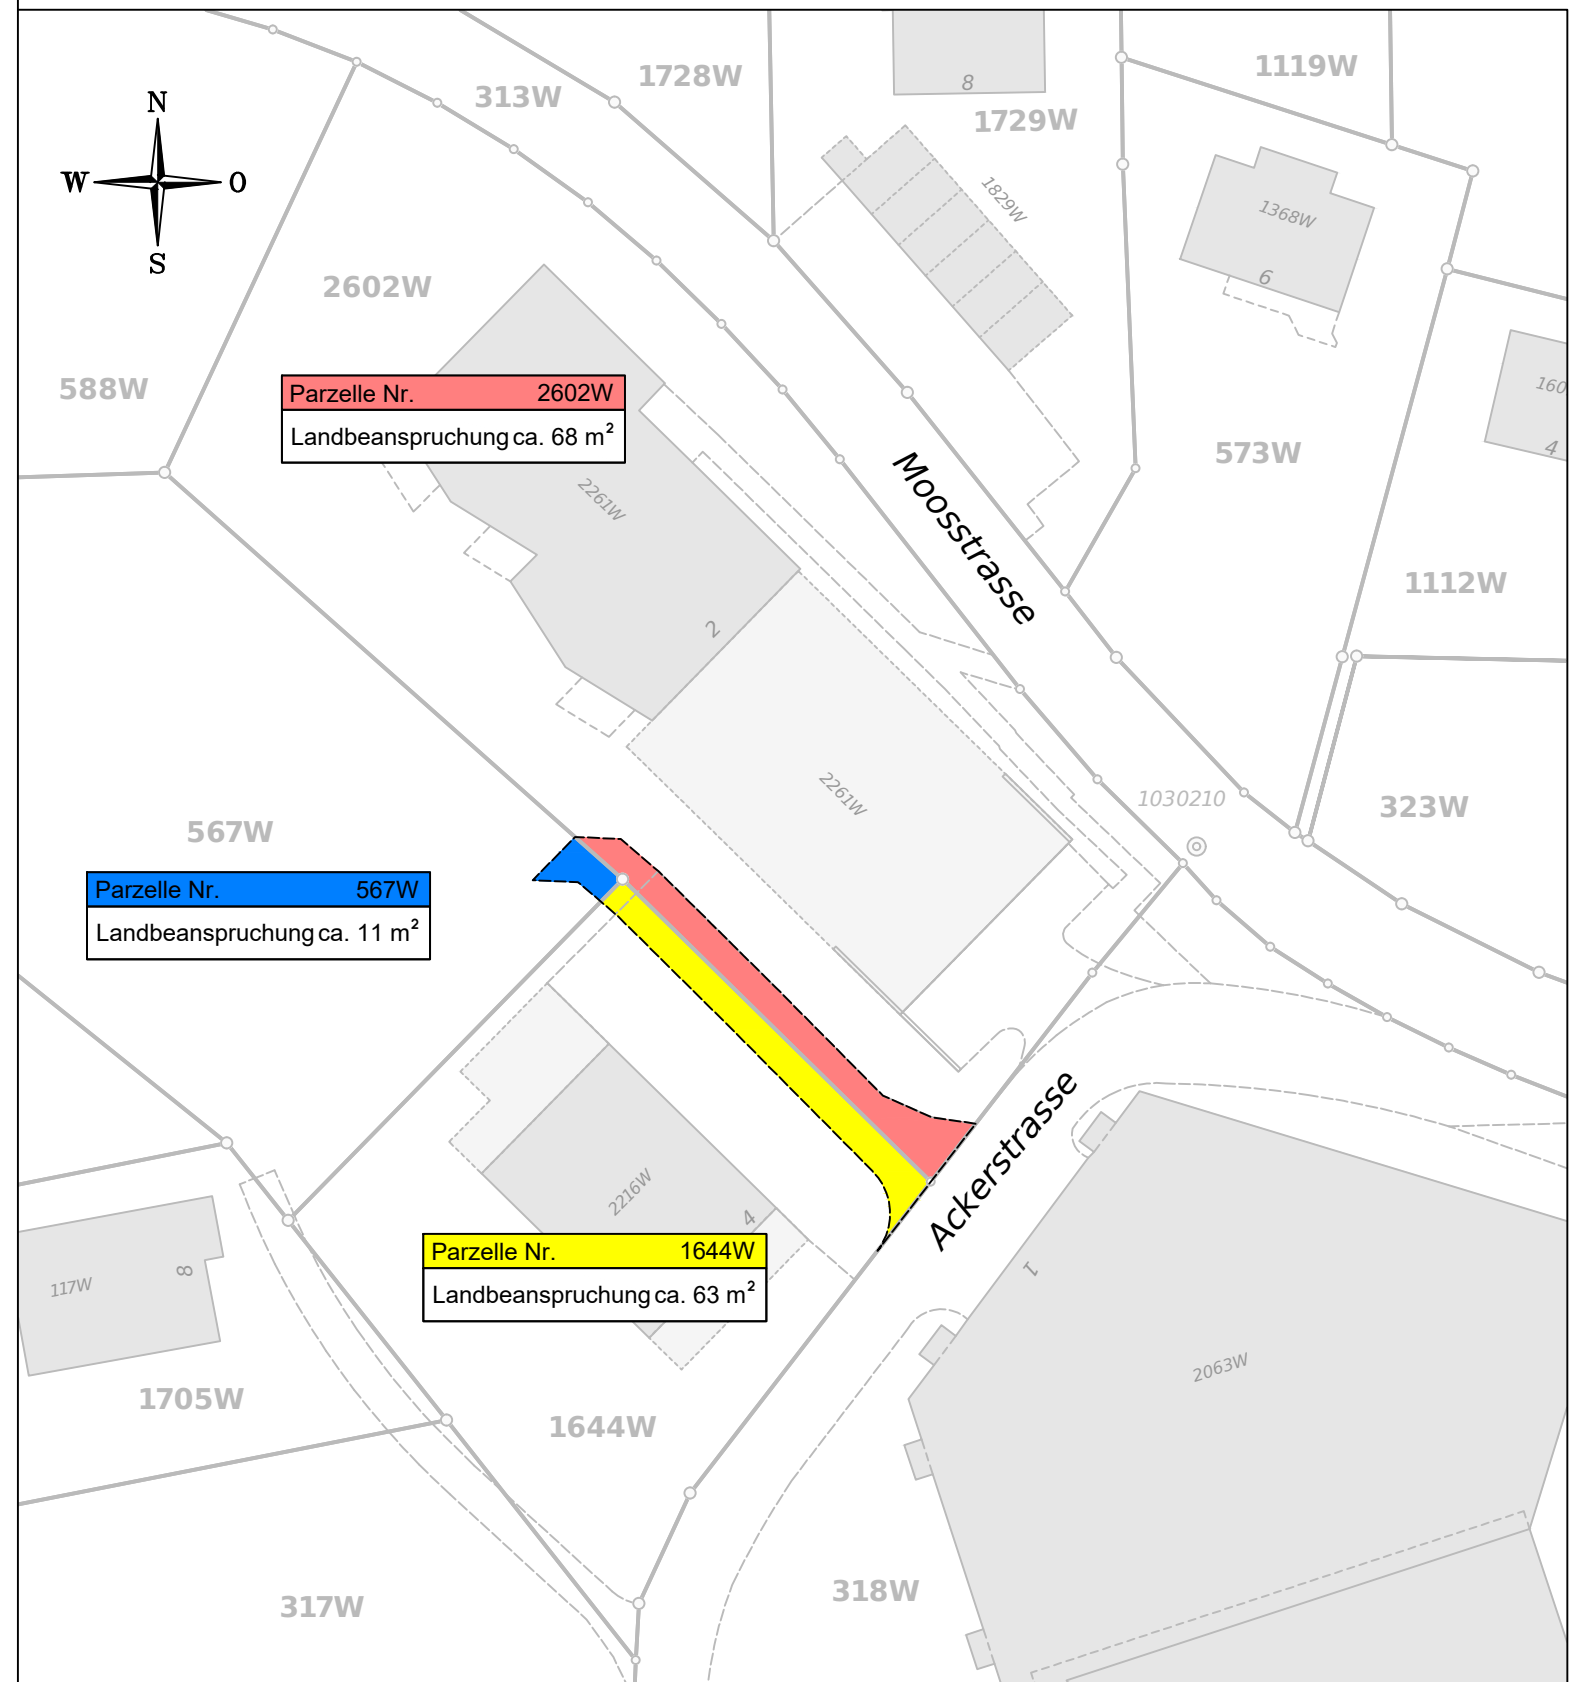 1728W
1119W
8
313W
1729W
N
W
O
S
1829W
1368W
6
2602W
588W
Parzelle Nr. 2602W
Landbeanspruchung ca. 68 m²
160
4
573W
Moosstrasse
2261W
1112W
2
2261W
1030210
323W
567W
Parzelle Nr. 567W
Landbeanspruchung ca. 11 m²
Ackerstrasse
2216W
4
Parzelle Nr. 1644W
Landbeanspruchung ca. 63 m²
117W
8
1
2063W
1705W
1644W
317W
318W